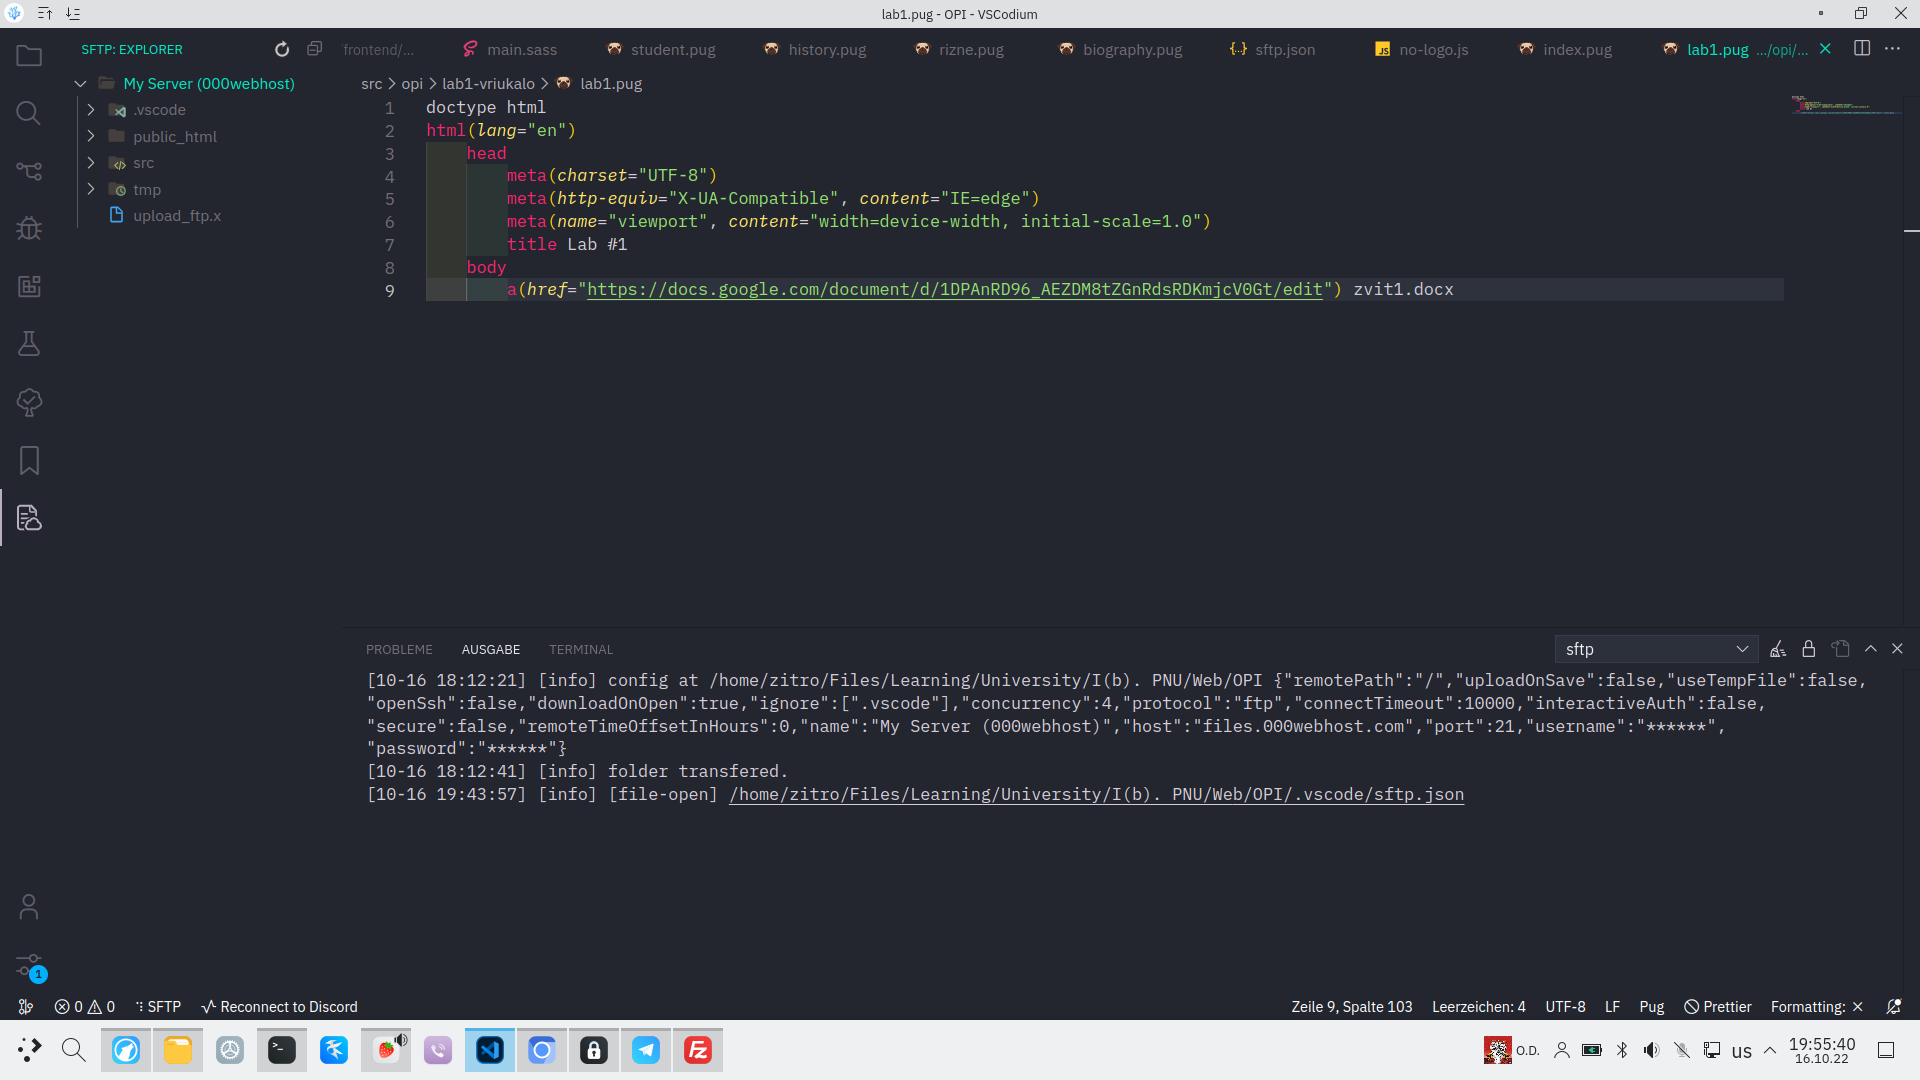 lab1.pug - OPI - VSCodium
SFTP: EXPLORER
frontend/...
main.sass
student.pug
history.pug
rizne.pug
biography.pug
sftp.json
no-logo.js
index.pug
lab1.pug .../opi/...
My Server (000webhost)
.vscode
public_html
src
tmp
upload_ftp.x
src > opi > lab1-vriukalo > lab1.pug
1 doctype html
2 html(lang="en")
3 head
4 meta(charset="UTF-8")
5 meta(http-equiv="X-UA-Compatible", content="IE=edge")
6 meta(name="viewport", content="width=device-width, initial-scale=1.0")
7 title Lab #1
8 body
9 a(href="https://docs.google.com/document/d/1DPAnRD96_AEZDM8tZGnRdsRDKmjcV0Gt/edit") zvit1.docx
PROBLEME AUSGABE TERMINAL
sftp
[10-16 18:12:21] [info] config at /home/zitro/Files/Learning/University/I(b). PNU/Web/OPI {"remotePath":"/","uploadOnSave":false,"useTempFile":false,
"openSsh":false,"downloadOnOpen":true,"ignore":[".vscode"],"concurrency":4,"protocol":"ftp","connectTimeout":10000,"interactiveAuth":false,
"secure":false,"remoteTimeOffsetInHours":0,"name":"My Server (000webhost)","host":"files.000webhost.com","port":21,"username":"******",
"password":"******"}
[10-16 18:12:41] [info] folder transfered.
[10-16 19:43:57] [info] [file-open] /home/zitro/Files/Learning/University/I(b). PNU/Web/OPI/.vscode/sftp.json
1
0 0 SFTP Reconnect to Discord
Zeile 9, Spalte 103 Leerzeichen: 4 UTF-8 LF Pug Prettier Formatting: ×
O.D.
us
19:55:40
16.10.22